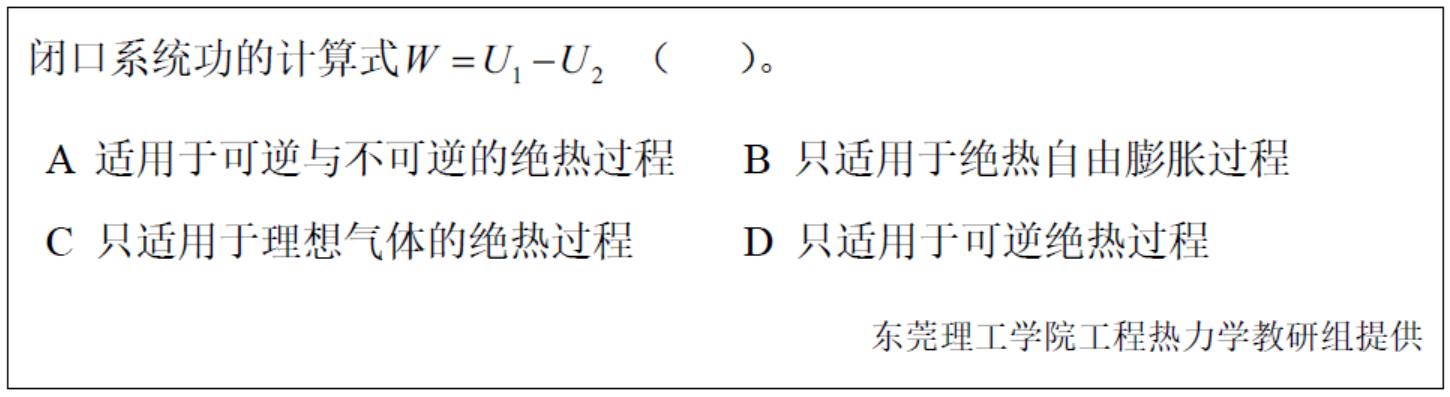 闭口系统功的计算式W = U₁ − U₂ （ ）。
A 适用于可逆与不可逆的绝热过程 B 只适用于绝热自由膨胀过程
C 只适用于理想气体的绝热过程 D 只适用于可逆绝热过程
东莞理工学院工程热力学教研组提供